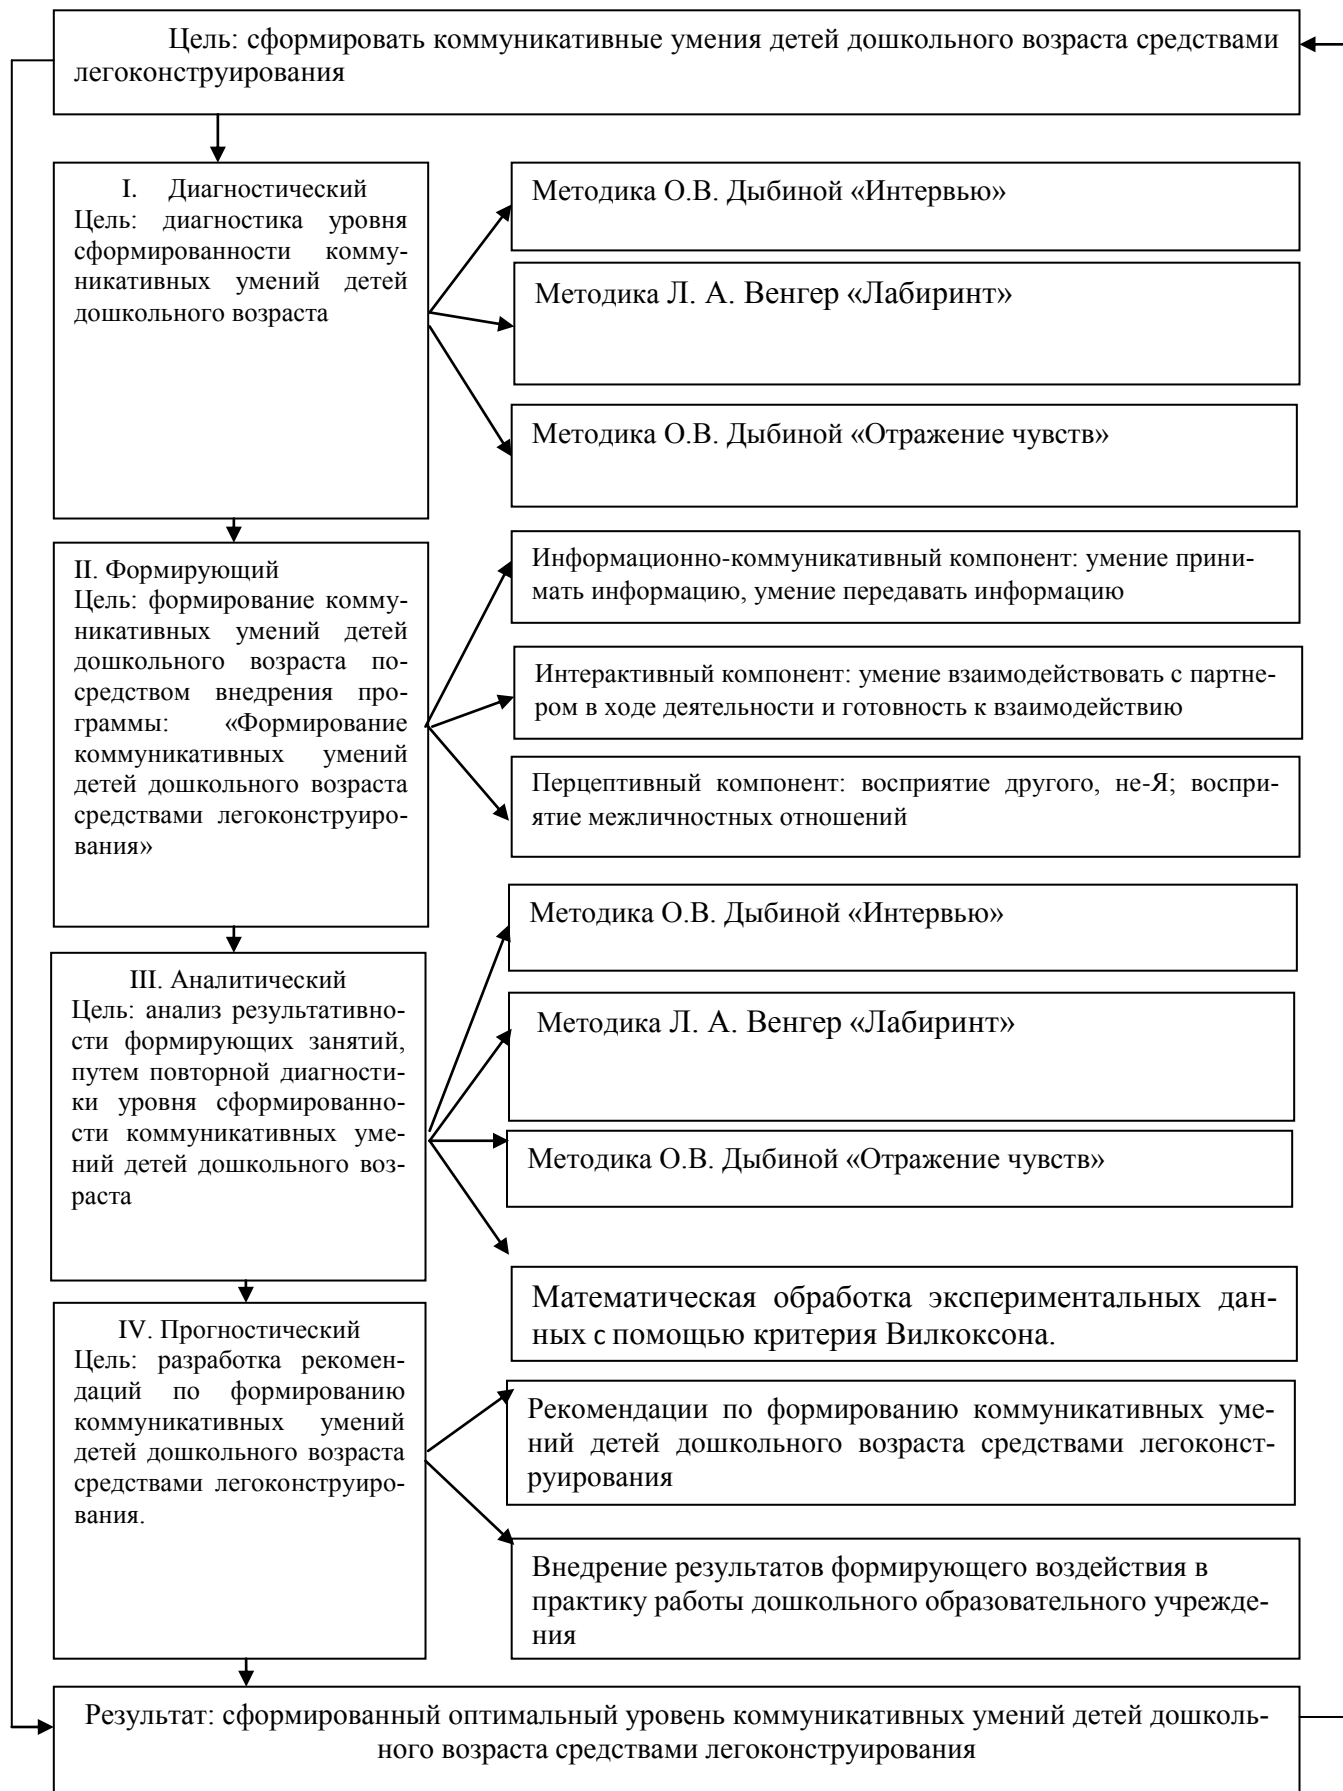 Цель: сформировать коммуникативные умения детей дошкольного возраста средствами
легоконструирования
I. Диагностический
Цель: диагностика уровня
сформированности комму-
никативных умений детей
дошкольного возраста
Методика О.В. Дыбиной «Интервью»
Методика Л. А. Венгер «Лабиринт»
Методика О.В. Дыбиной «Отражение чувств»
II. Формирующий
Цель: формирование комму-
никативных умений детей
дошкольного возраста по-
средством внедрения про-
граммы: «Формирование
коммуникативных умений
детей дошкольного возраста
средствами легоконструиро-
вания»
Информационно-коммуникативный компонент: умение прини-
мать информацию, умение передавать информацию
Интерактивный компонент: умение взаимодействовать с партне-
ром в ходе деятельности и готовность к взаимодействию
Перцептивный компонент: восприятие другого, не-Я; воспри-
ятие межличностных отношений
III. Аналитический
Цель: анализ результативно-
сти формирующих занятий,
путем повторной диагности-
ки уровня сформированно-
сти коммуникативных уме-
ний детей дошкольного воз-
раста
Методика О.В. Дыбиной «Интервью»
Методика Л. А. Венгер «Лабиринт»
Методика О.В. Дыбиной «Отражение чувств»
Математическая обработка экспериментальных дан-
ных с помощью критерия Вилкоксона.
IV. Прогностический
Цель: разработка рекомен-
даций по формированию
коммуникативных умений
детей дошкольного возраста
средствами легоконструиро-
вания.
Рекомендации по формированию коммуникативных уме-
ний детей дошкольного возраста средствами легоконст-
руирования
Внедрение результатов формирующего воздействия в
практику работы дошкольного образовательного учрежде-
ния
Результат: сформированный оптимальный уровень коммуникативных умений детей дошколь-
ного возраста средствами легоконструирования